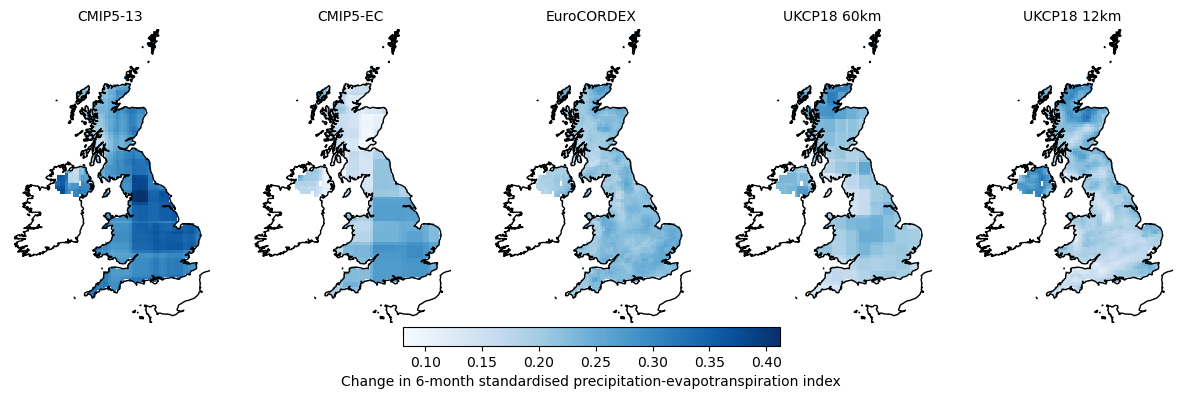 CMIP5-13
CMIP5-EC
EuroCORDEX
UKCP18 60km
UKCP18 12km
0.10 0.15 0.20 0.25 0.30 0.35 0.40
Change in 6-month standardised precipitation-evapotranspiration index